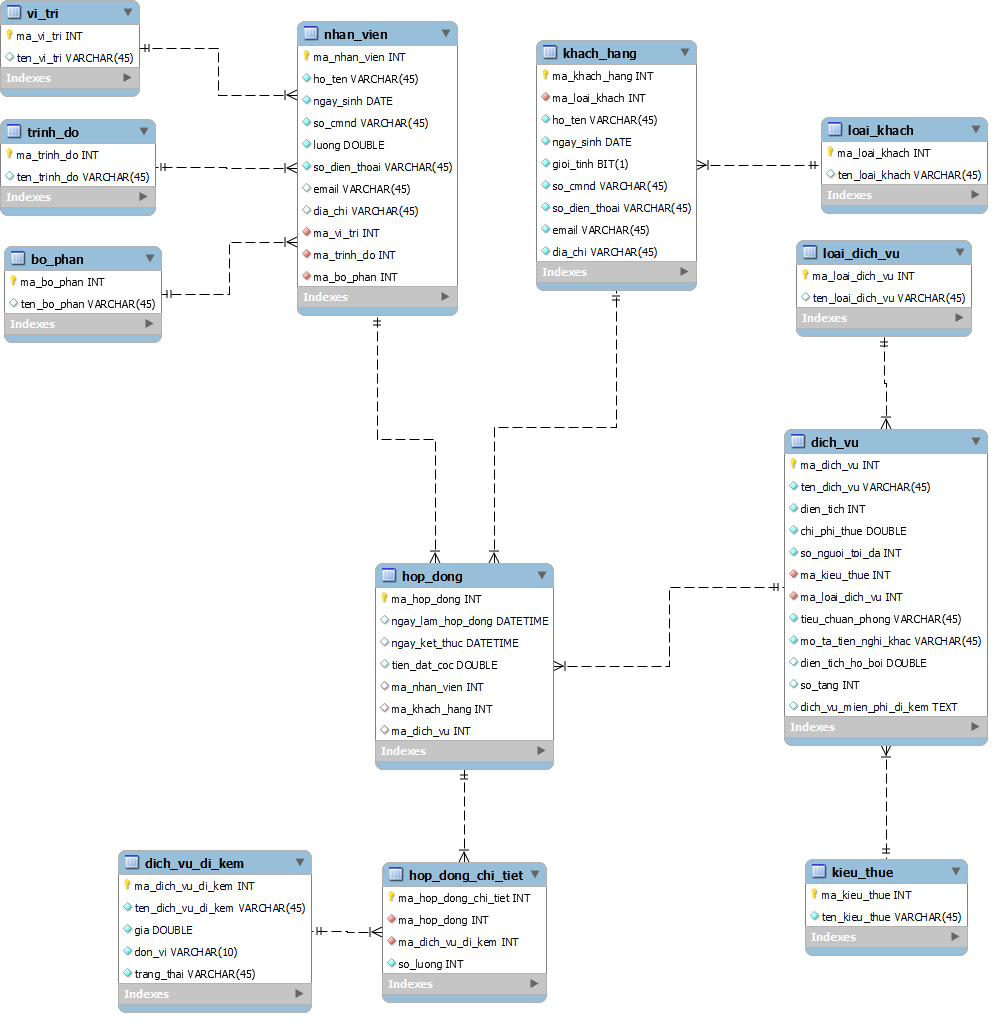 vi_tri
ma_vi_tri INT
ten_vi_tri VARCHAR(45)
Indexes
trinh_do
ma_trinh_do INT
ten_trinh_do VARCHAR(45)
Indexes
bo_phan
ma_bo_phan INT
ten_bo_phan VARCHAR(45)
Indexes
nhan_vien
ma_nhan_vien INT
ho_ten VARCHAR(45)
ngay_sinh DATE
so_cmnd VARCHAR(45)
luong DOUBLE
so_dien_thoai VARCHAR(45)
email VARCHAR(45)
dia_chi VARCHAR(45)
ma_vi_tri INT
ma_trinh_do INT
ma_bo_phan INT
Indexes
khach_hang
ma_khach_hang INT
ma_loai_khach INT
ho_ten VARCHAR(45)
ngay_sinh DATE
gioi_tinh BIT(1)
so_cmnd VARCHAR(45)
so_dien_thoai VARCHAR(45)
email VARCHAR(45)
dia_chi VARCHAR(45)
Indexes
loai_khach
ma_loai_khach INT
ten_loai_khach VARCHAR(45)
Indexes
loai_dich_vu
ma_loai_dich_vu INT
ten_loai_dich_vu VARCHAR(45)
Indexes
dich_vu
ma_dich_vu INT
ten_dich_vu VARCHAR(45)
dien_tich INT
chi_phi_thue DOUBLE
so_nguoi_toi_da INT
ma_kieu_thue INT
ma_loai_dich_vu INT
tieu_chuan_phong VARCHAR(45)
mo_ta_tien_nghi_khac VARCHAR(45)
dien_tich_ho_boi DOUBLE
so_tang INT
dich_vu_mien_phi_di_kem TEXT
Indexes
hop_dong
ma_hop_dong INT
ngay_lam_hop_dong DATETIME
ngay_ket_thuc DATETIME
tien_dat_coc DOUBLE
ma_nhan_vien INT
ma_khach_hang INT
ma_dich_vu INT
Indexes
dich_vu_di_kem
ma_dich_vu_di_kem INT
ten_dich_vu_di_kem VARCHAR(45)
gia DOUBLE
don_vi VARCHAR(10)
trang_thai VARCHAR(45)
Indexes
hop_dong_chi_tiet
ma_hop_dong_chi_tiet INT
ma_hop_dong INT
ma_dich_vu_di_kem INT
so_luong INT
Indexes
kieu_thue
ma_kieu_thue INT
ten_kieu_thue VARCHAR(45)
Indexes